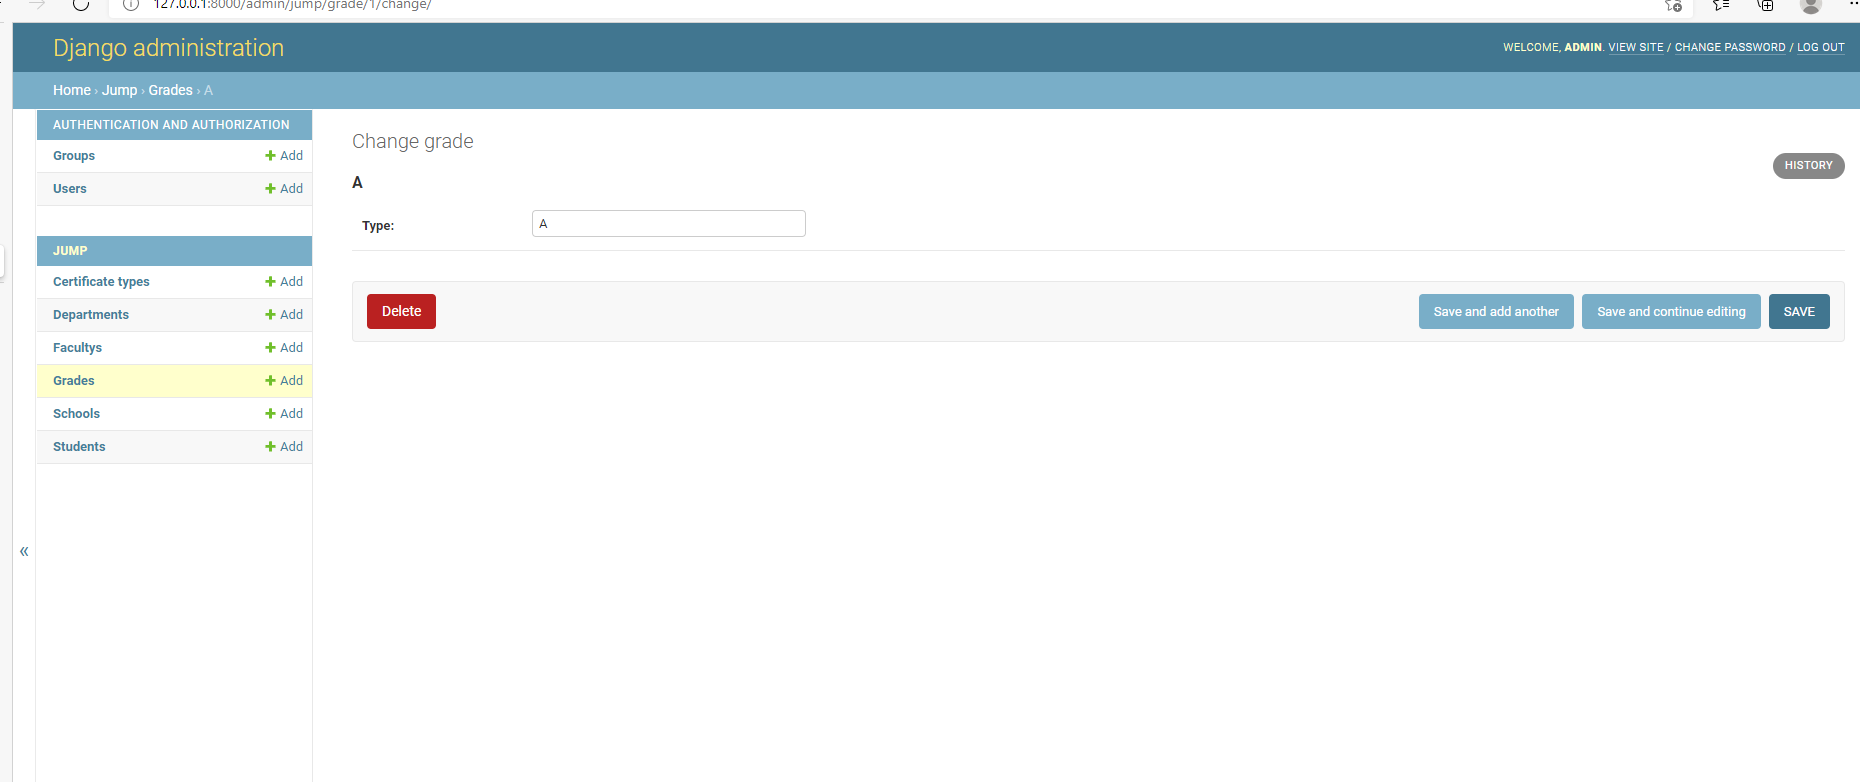 127.0.0.1:8000/admin/jump/grade/1/change/
Django administration
WELCOME, ADMIN. VIEW SITE / CHANGE PASSWORD / LOG OUT
Home › Jump › Grades › A
AUTHENTICATION AND AUTHORIZATION
Groups + Add
Users + Add
JUMP
Certificate types + Add
Departments + Add
Facultys + Add
Grades + Add
Schools + Add
Students + Add
«
Change grade
HISTORY
A
Type: A
Delete
Save and add another
Save and continue editing
SAVE